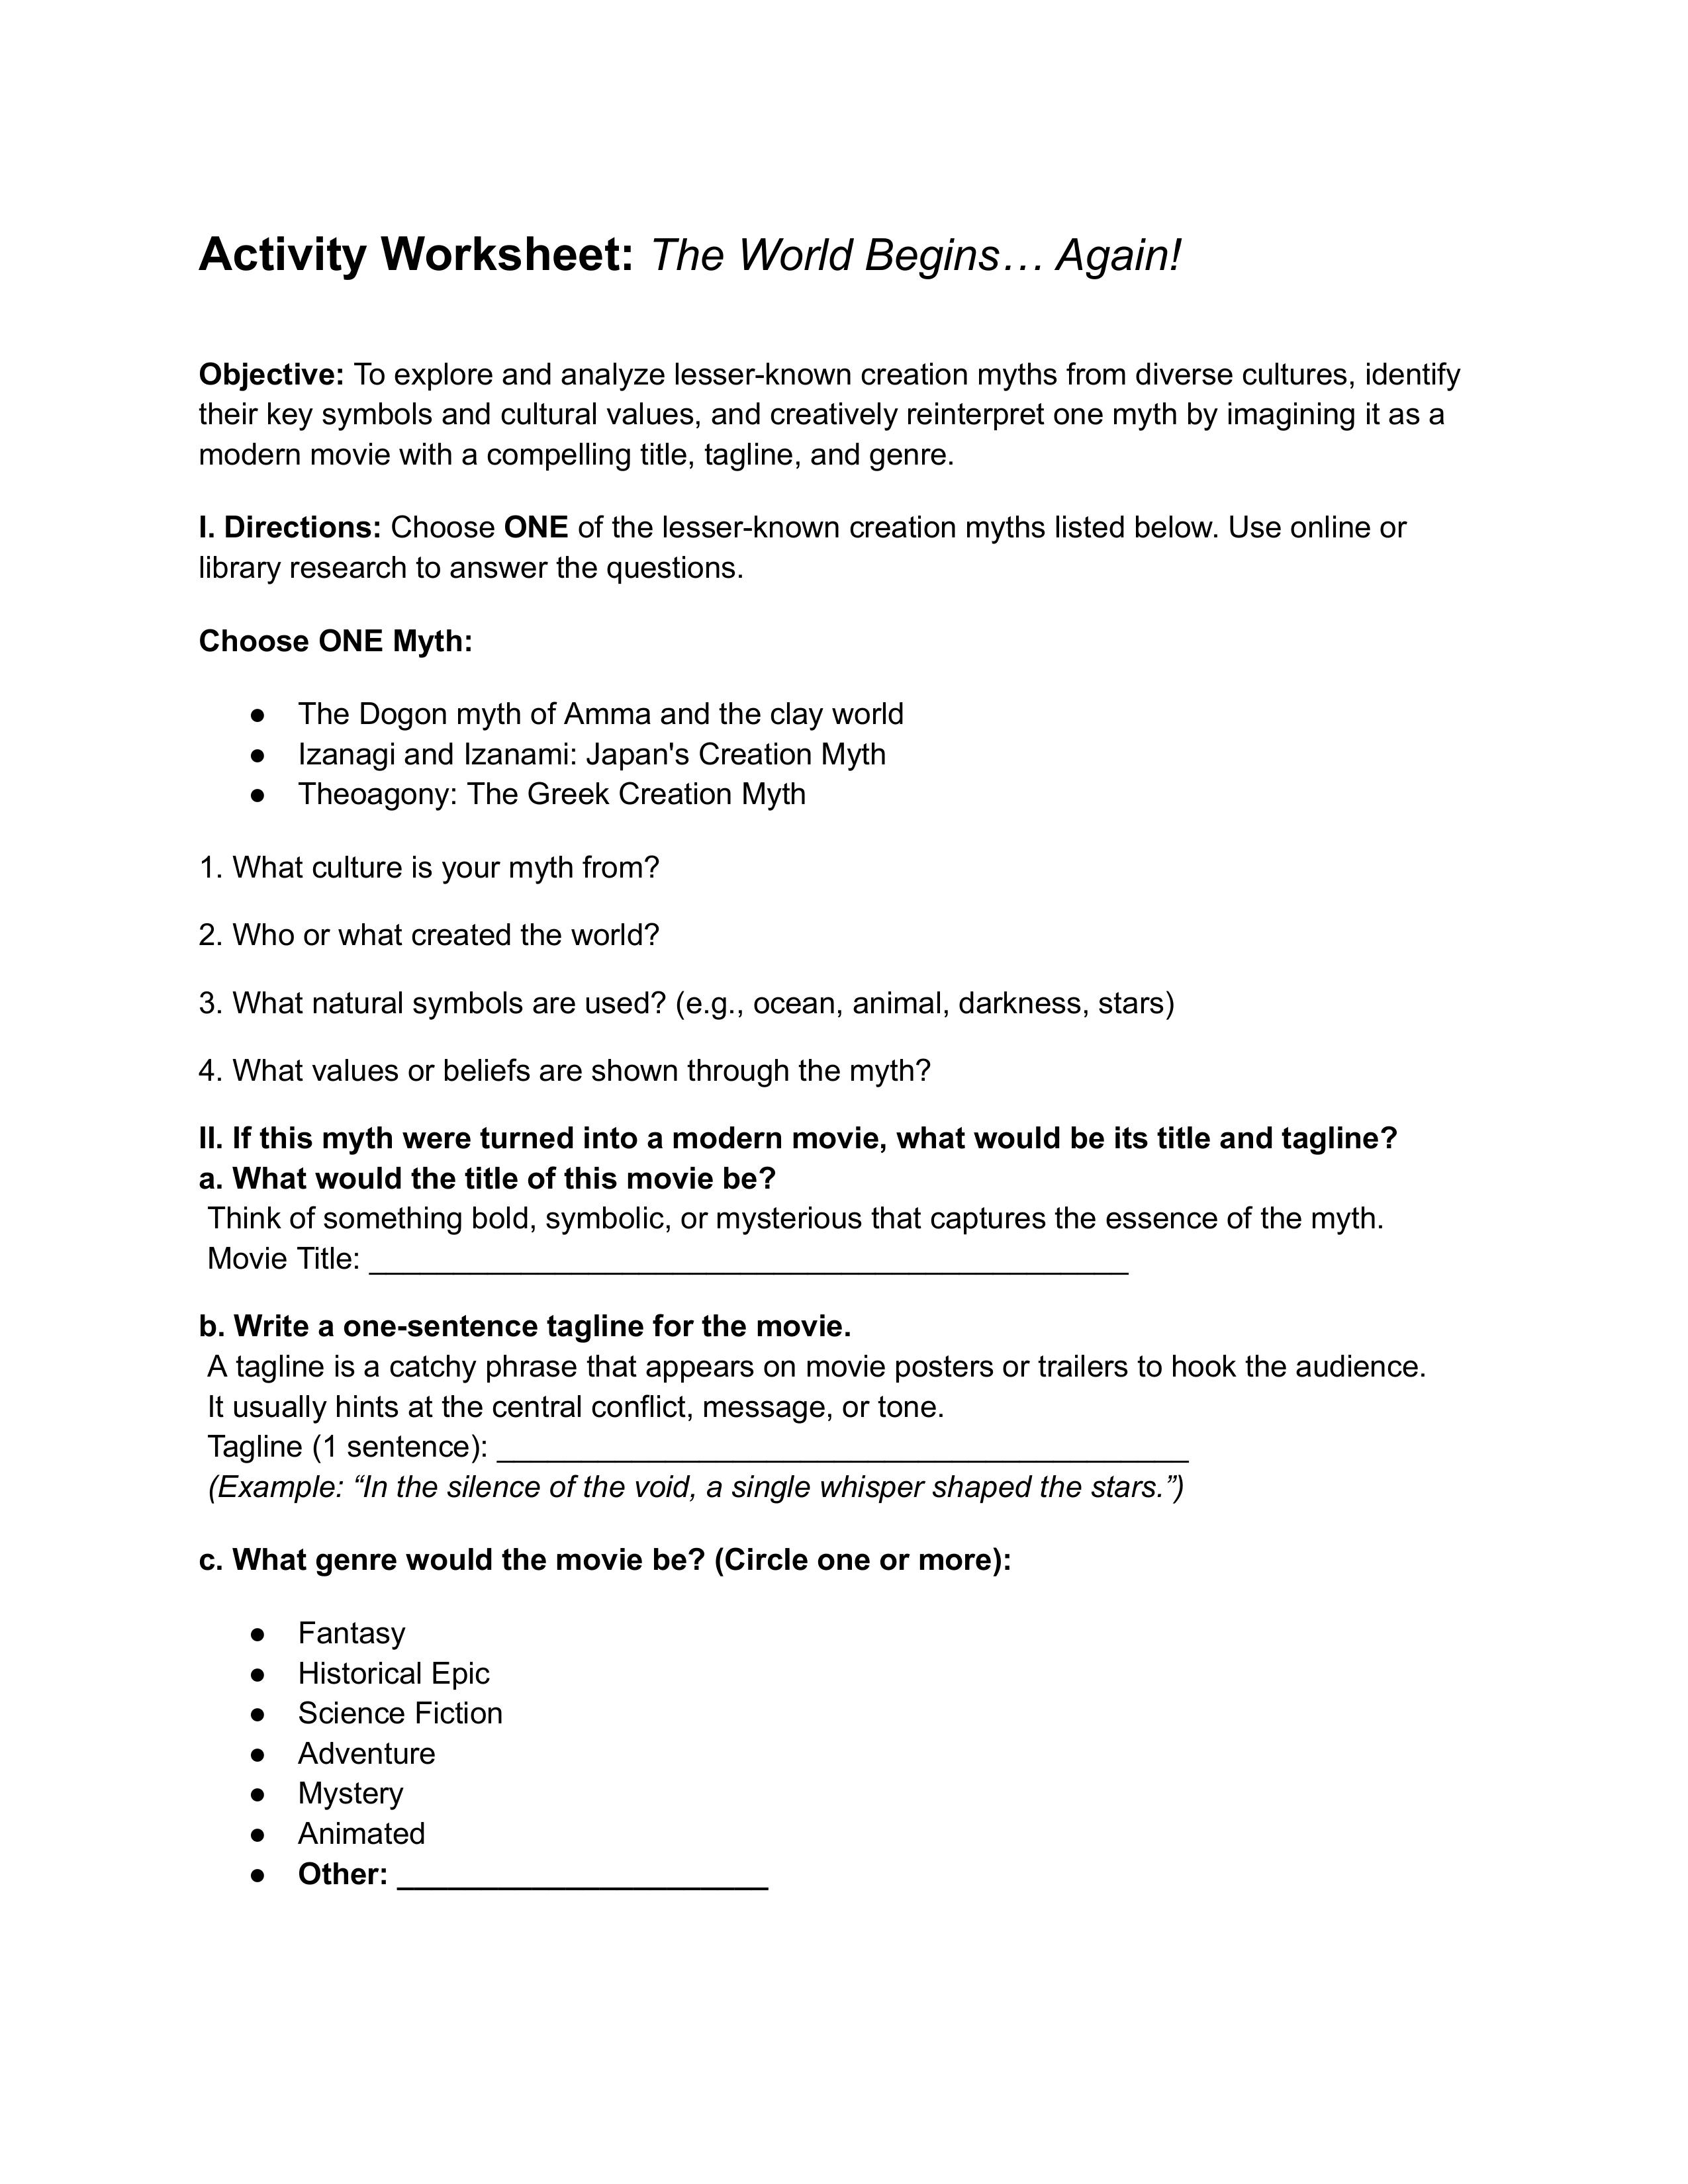 Activity Worksheet: The World Begins… Again!
Objective: To explore and analyze lesser-known creation myths from diverse cultures, identify
their key symbols and cultural values, and creatively reinterpret one myth by imagining it as a
modern movie with a compelling title, tagline, and genre.
I. Directions: Choose ONE of the lesser-known creation myths listed below. Use online or
library research to answer the questions.
Choose ONE Myth:
● The Dogon myth of Amma and the clay world
● Izanagi and Izanami: Japan's Creation Myth
● Theoagony: The Greek Creation Myth
1. What culture is your myth from?
2. Who or what created the world?
3. What natural symbols are used? (e.g., ocean, animal, darkness, stars)
4. What values or beliefs are shown through the myth?
II. If this myth were turned into a modern movie, what would be its title and tagline?
a. What would the title of this movie be?
Think of something bold, symbolic, or mysterious that captures the essence of the myth.
Movie Title: _____________________________________________
b. Write a one-sentence tagline for the movie.
A tagline is a catchy phrase that appears on movie posters or trailers to hook the audience.
It usually hints at the central conflict, message, or tone.
Tagline (1 sentence): _________________________________________
(Example: “In the silence of the void, a single whisper shaped the stars.”)
c. What genre would the movie be? (Circle one or more):
● Fantasy
● Historical Epic
● Science Fiction
● Adventure
● Mystery
● Animated
● Other: ______________________